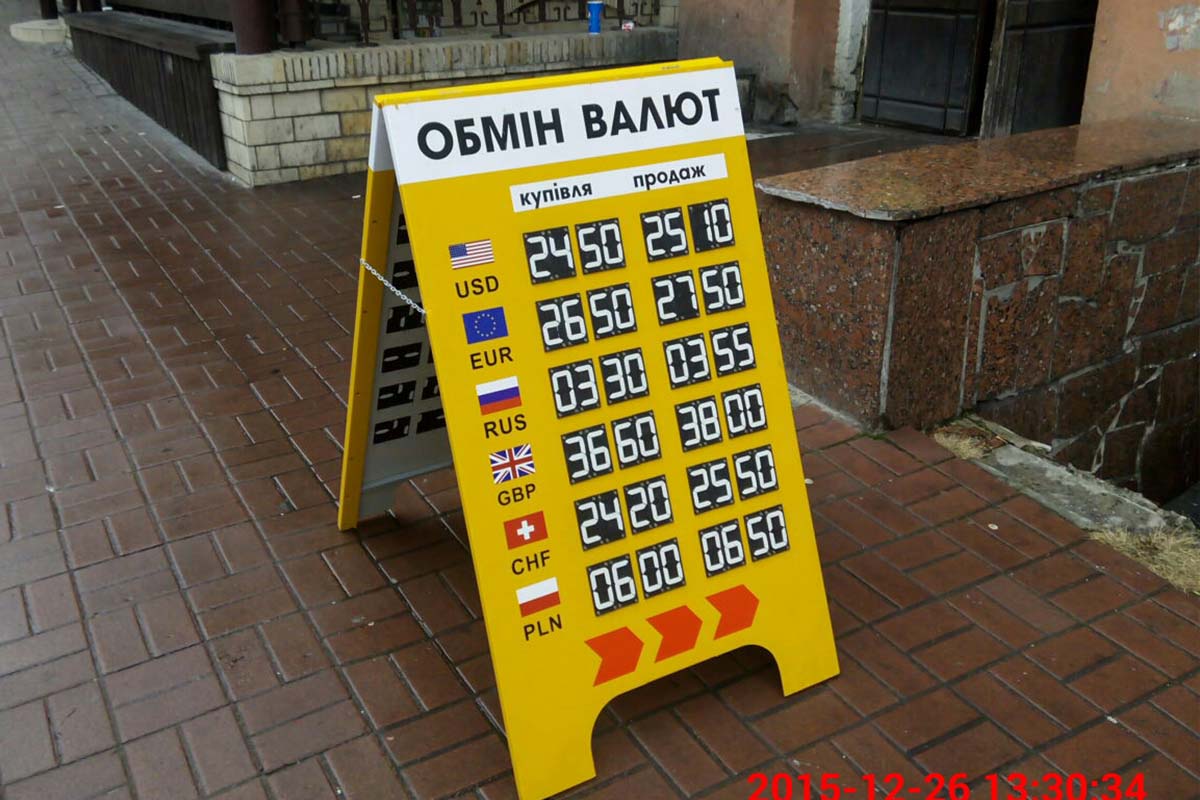 ОБМІН ВАЛЮТ
купівля продаж
USD 24 50 25 10
EUR 26 50 27 50
RUS 03 30 03 55
GBP 36 60 38 00
CHF 24 20 25 50
PLN 06 00 06 50
2015-12-26 13:30:34